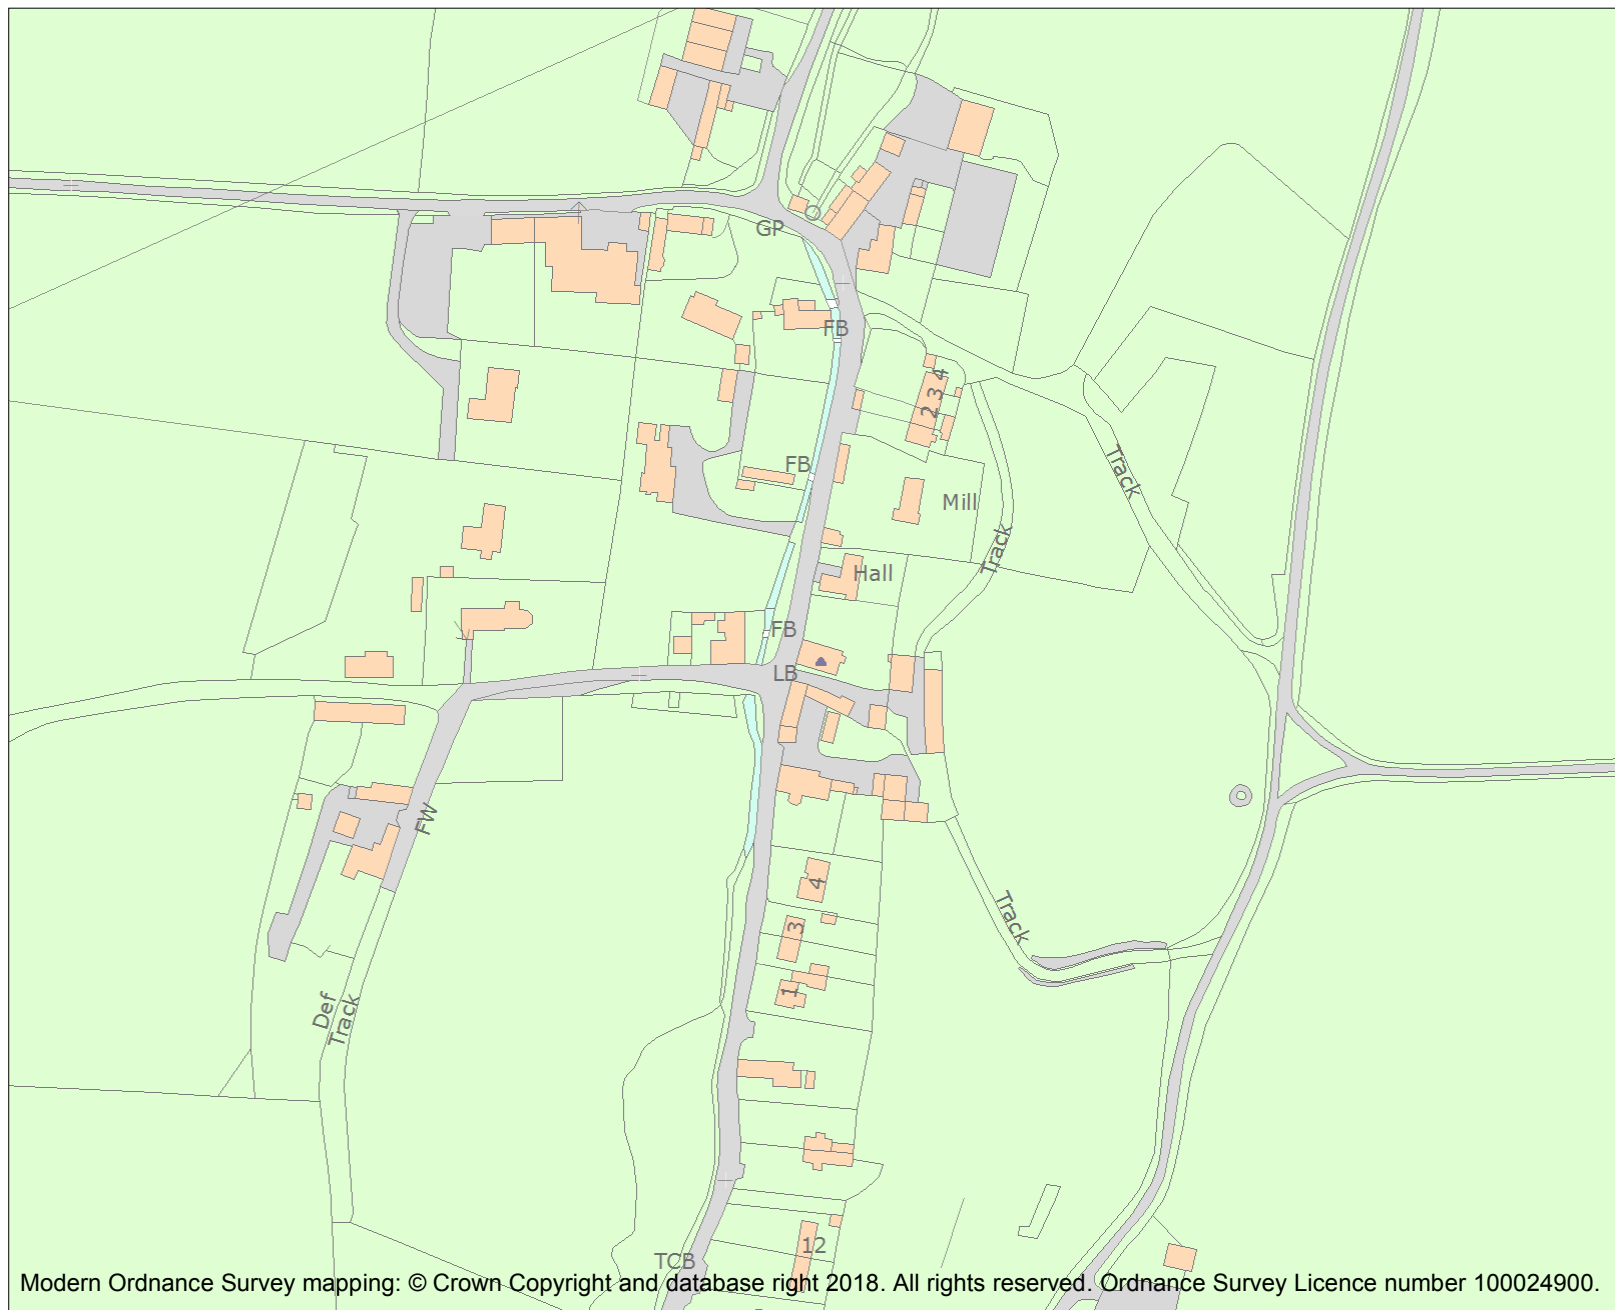 GP
FB
2 3 4
FB
Track
Mill
Track
Hall
FB
LB
FW
4
3
Track
1
Def
Track
12
TCB
Modern Ordnance Survey mapping: © Crown Copyright and database right 2018. All rights reserved. Ordnance Survey Licence number 100024900.